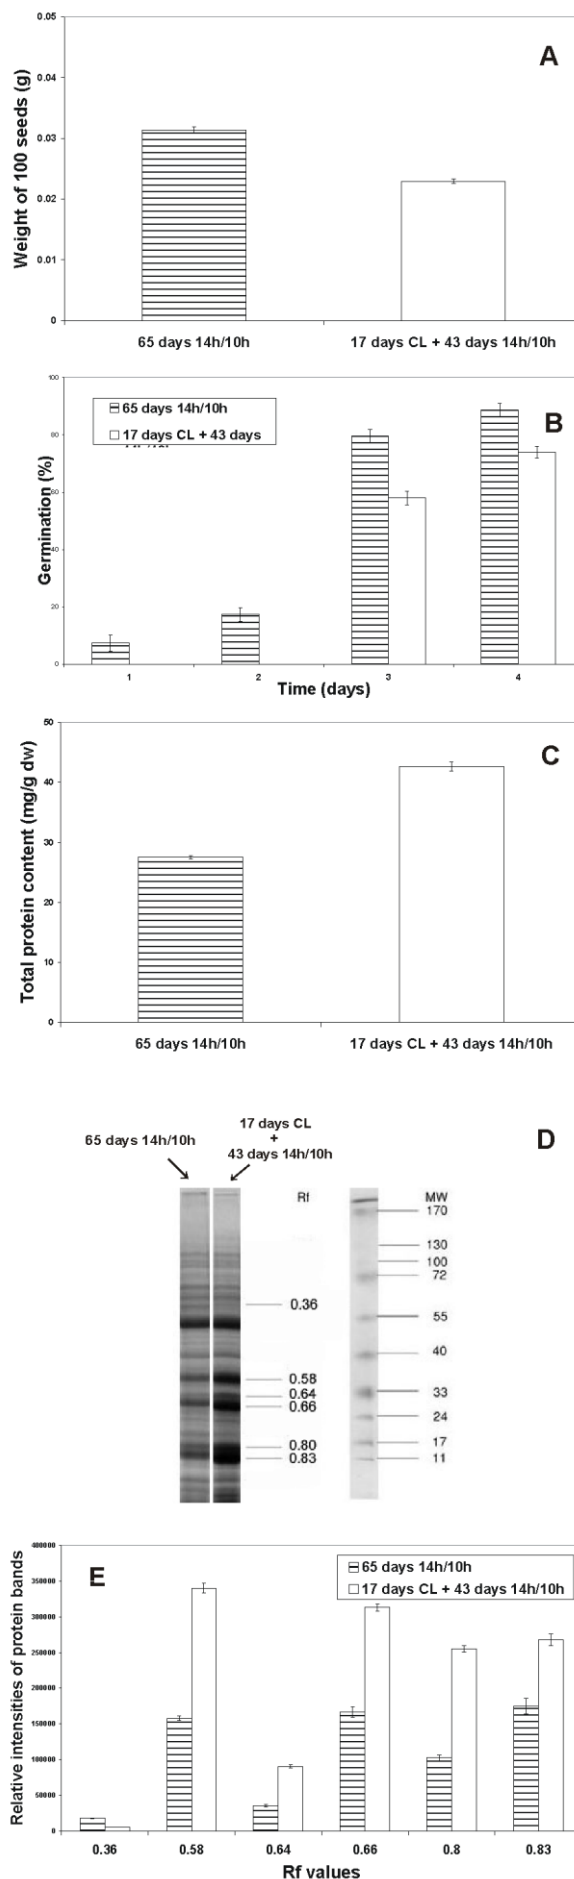 A
Weight of 100 seeds (g)
0.05
0.04
0.03
0.02
0.01
0
65 days 14h/10h
17 days CL + 43 days 14h/10h
B
Germination (%)
100
80
60
40
20
0
65 days 14h/10h
17 days CL + 43 days
1
2
3
4
Time (days)
C
Total protein content (mg/g dw)
50
40
30
20
10
0
65 days 14h/10h
17 days CL + 43 days 14h/10h
D
65 days 14h/10h
17 days CL
+
43 days 14h/10h
Rf
0.36
0.58
0.64
0.66
0.80
0.83
MW
170
130
100
72
55
40
33
24
17
11
E
Relative intensities of protein bands
400000
350000
300000
250000
200000
150000
100000
50000
0
65 days 14h/10h
17 days CL + 43 days 14h/10h
0.36
0.58
0.64
0.66
0.8
0.83
Rf values